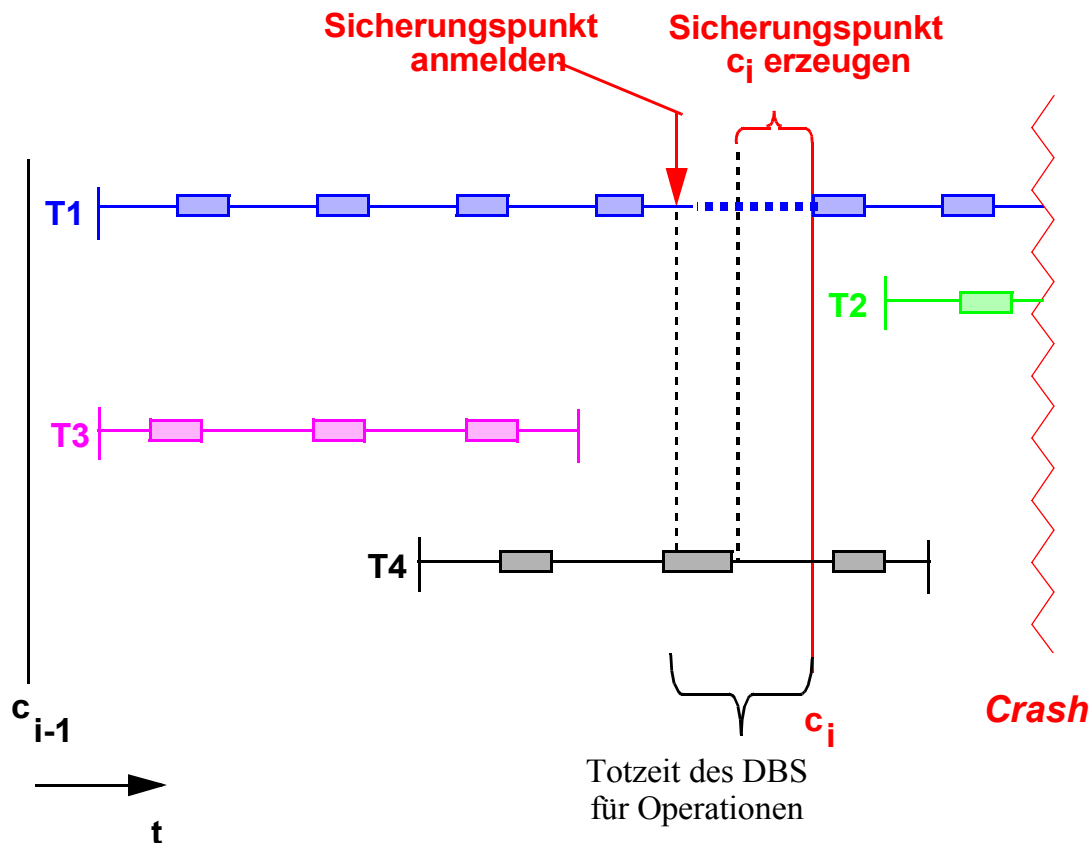 Sicherungspunkt
anmelden
Sicherungspunkt
ci erzeugen
T1
T2
T3
T4
ci-1
ci
Crash
Totzeit des DBS
für Operationen
t